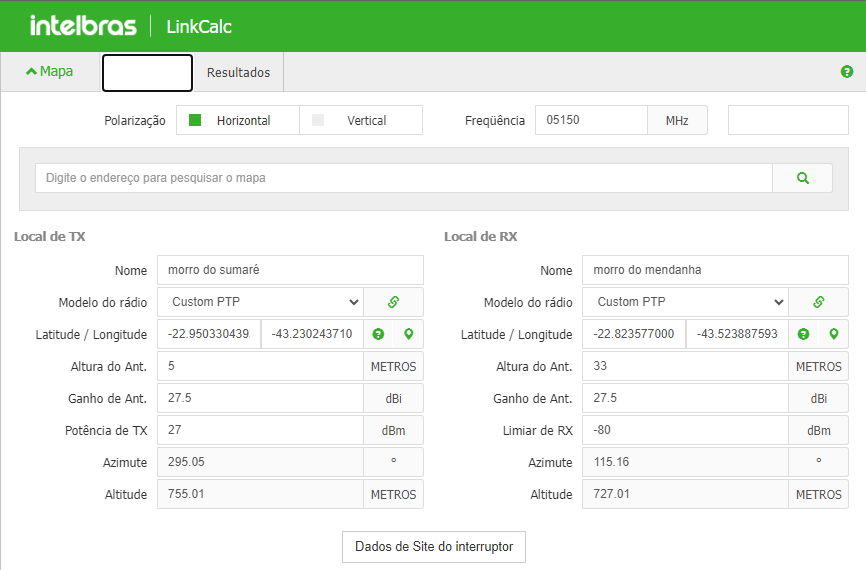 intelbras LinkCalc
Mapa Resultados
Polarização Horizontal Vertical Freqüência 05150 MHz
Digite o endereço para pesquisar o mapa
Local de TX Local de RX
Nome morro do sumaré Nome morro do mendanha
Modelo do rádio Custom PTP Modelo do rádio Custom PTP
Latitude / Longitude -22.950330439 -43.230243710 ? Latitude / Longitude -22.823577000 -43.523887593 ?
Altura do Ant. 5 METROS Altura do Ant. 33 METROS
Ganho de Ant. 27.5 dBi Ganho de Ant. 27.5 dBi
Potência de TX 27 dBm Limiar de RX -80 dBm
Azimute 295.05 º Azimute 115.16 º
Altitude 755.01 METROS Altitude 727.01 METROS
Dados de Site do interruptor